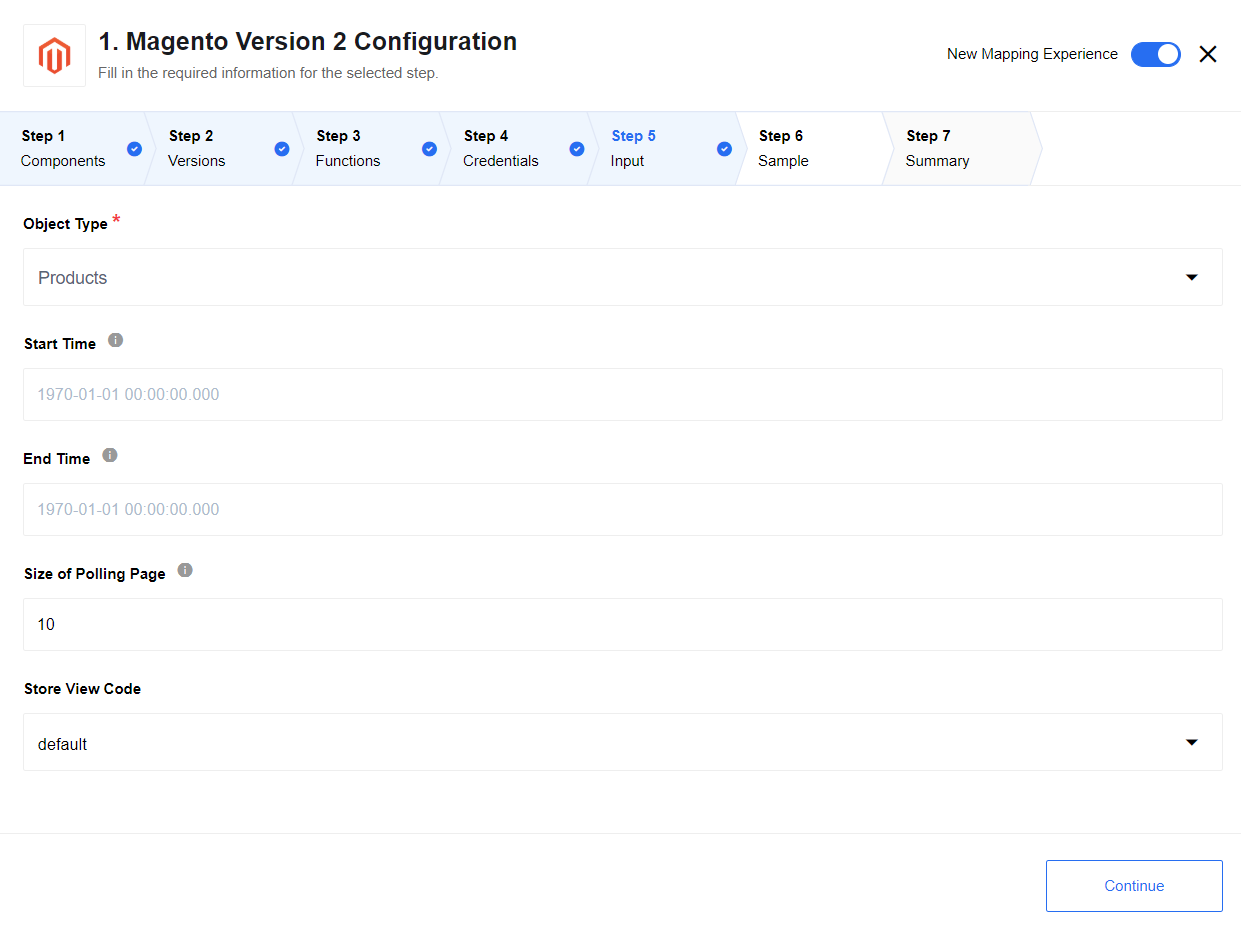 1. Magento Version 2 Configuration
Fill in the required information for the selected step.
New Mapping Experience
Step 1
Components
Step 2
Versions
Step 3
Functions
Step 4
Credentials
Step 5
Input
Step 6
Sample
Step 7
Summary
Object Type *
Products
Start Time
1970-01-01 00:00:00.000
End Time
1970-01-01 00:00:00.000
Size of Polling Page
10
Store View Code
default
Continue